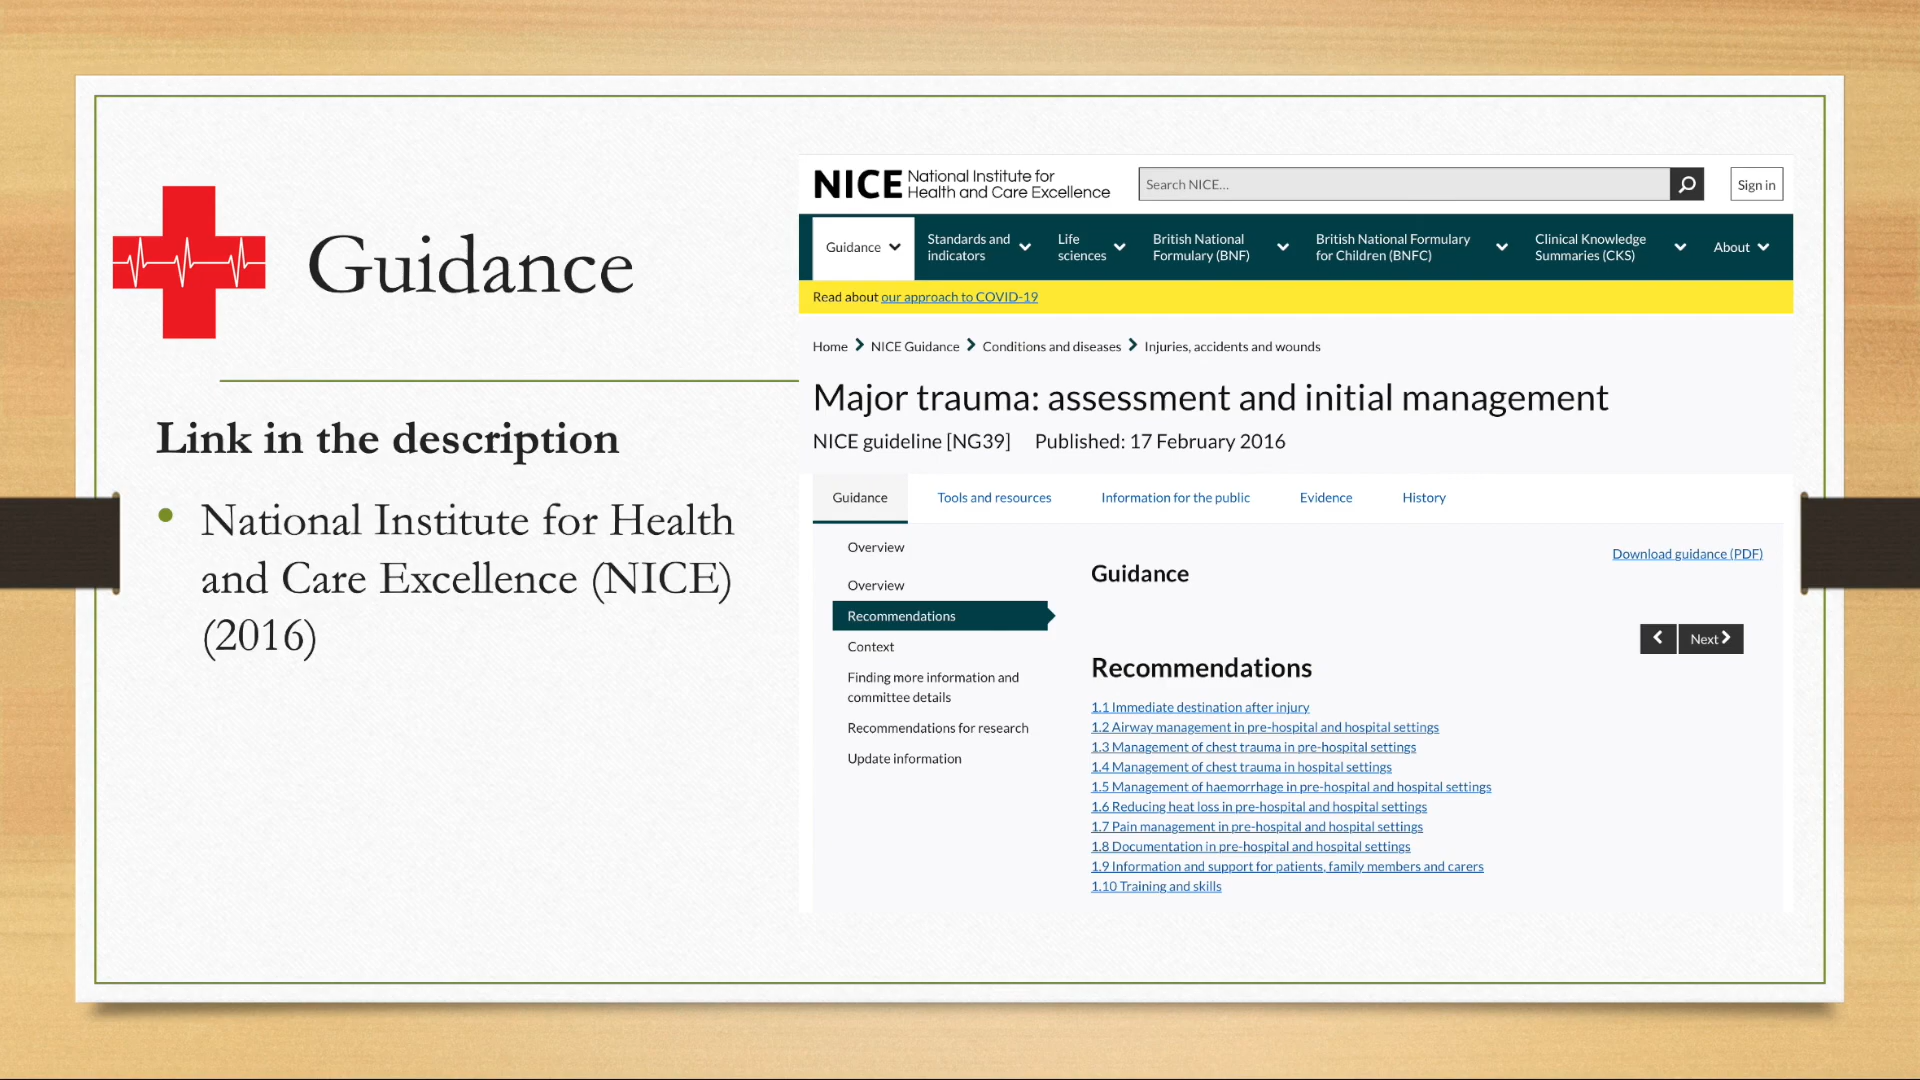 Guidance
Link in the description
National Institute for Health
and Care Excellence (NICE)
(2016)
NICE National Institute for
Health and Care Excellence
Search NICE...
Sign in
Guidance
Standards and
indicators
Life
sciences
British National
Formulary (BNF)
British National Formulary
for Children (BNFC)
Clinical Knowledge
Summaries (CKS)
About
Read about our approach to COVID-19
Home
NICE Guidance
Conditions and diseases
Injuries, accidents and wounds
Major trauma: assessment and initial management
NICE guideline [NG39] Published: 17 February 2016
Guidance
Tools and resources
Information for the public
Evidence
History
Overview
Overview
Recommendations
Context
Finding more information and
committee details
Recommendations for research
Update information
Download guidance (PDF)
Guidance
Next
Recommendations
1.1 Immediate destination after injury
1.2 Airway management in pre-hospital and hospital settings
1.3 Management of chest trauma in pre-hospital settings
1.4 Management of chest trauma in hospital settings
1.5 Management of haemorrhage in pre-hospital and hospital settings
1.6 Reducing heat loss in pre-hospital and hospital settings
1.7 Pain management in pre-hospital and hospital settings
1.8 Documentation in pre-hospital and hospital settings
1.9 Information and support for patients, family members and carers
1.10 Training and skills